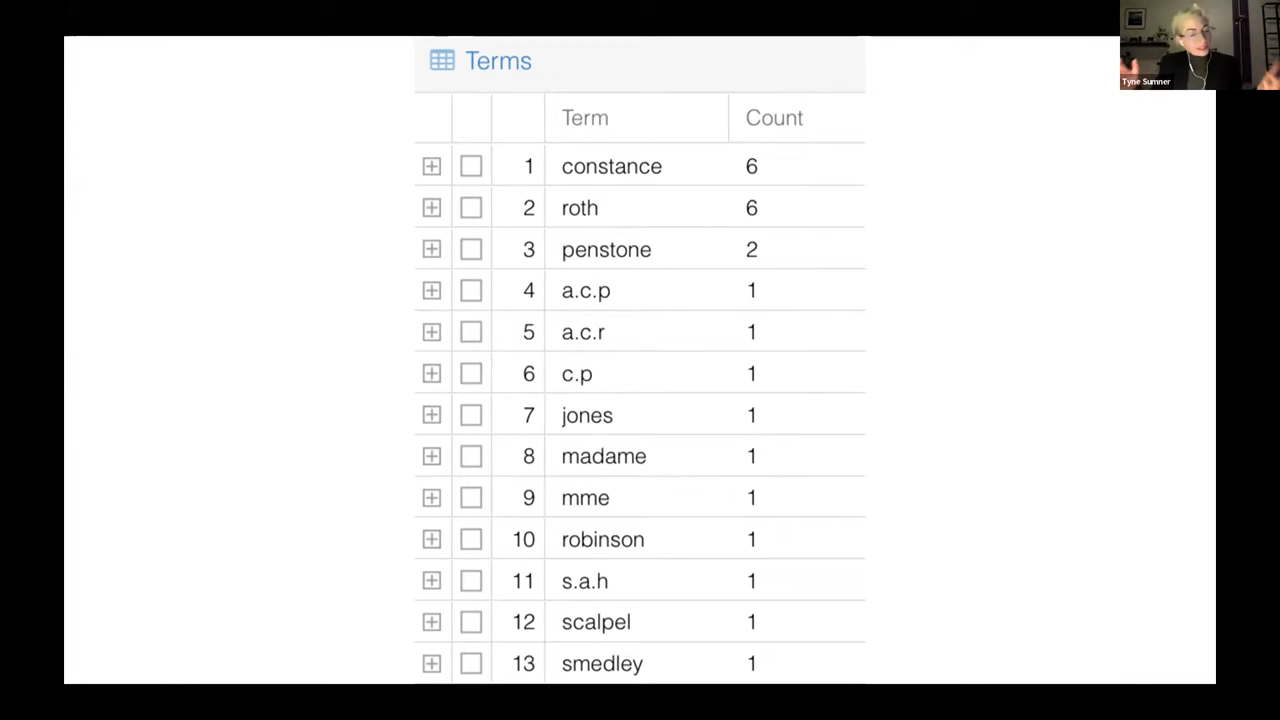 Terms
Term Count
1 constance 6
2 roth 6
3 penstone 2
4 a.c.p 1
5 a.c.r 1
6 c.p 1
7 jones 1
8 madame 1
9 mme 1
10 robinson 1
11 s.a.h 1
12 scalpel 1
13 smedley 1
Tyne Sumner